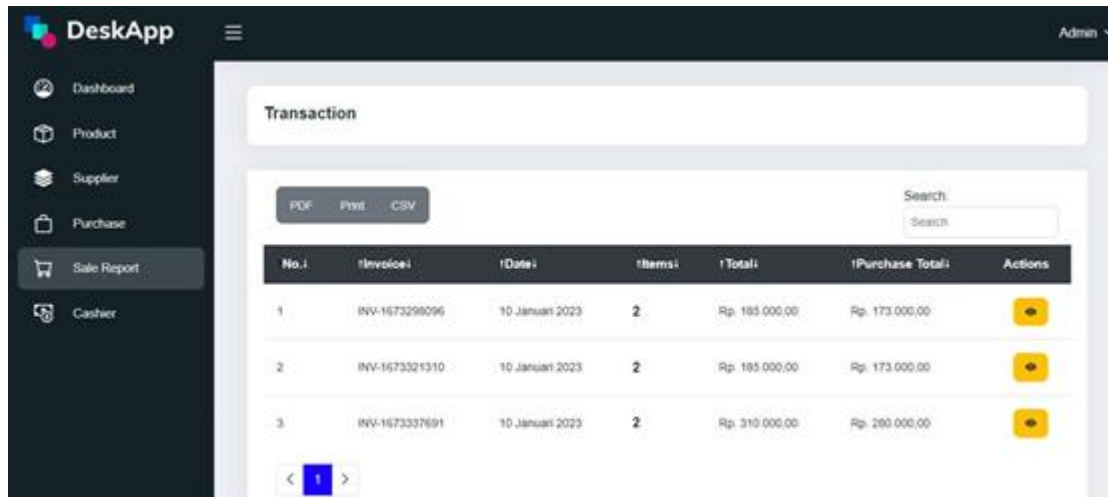 DeskApp
Admin
Dashboard
Product
Supplier
Purchase
Sale Report
Cashier
Transaction
PDF Print CSV
Search:
Search
No.↓ ↑Invoice↓ ↑Date↓ ↑Items↓ ↑Total↓ ↑Purchase Total↓ Actions
1 INV-1673298096 10 Januari 2023 2 Rp. 185.000,00 Rp. 173.000,00
2 INV-1673321310 10 Januari 2023 2 Rp. 185.000,00 Rp. 173.000,00
3 INV-1673337691 10 Januari 2023 2 Rp. 310.000,00 Rp. 280.000,00
< 1 >